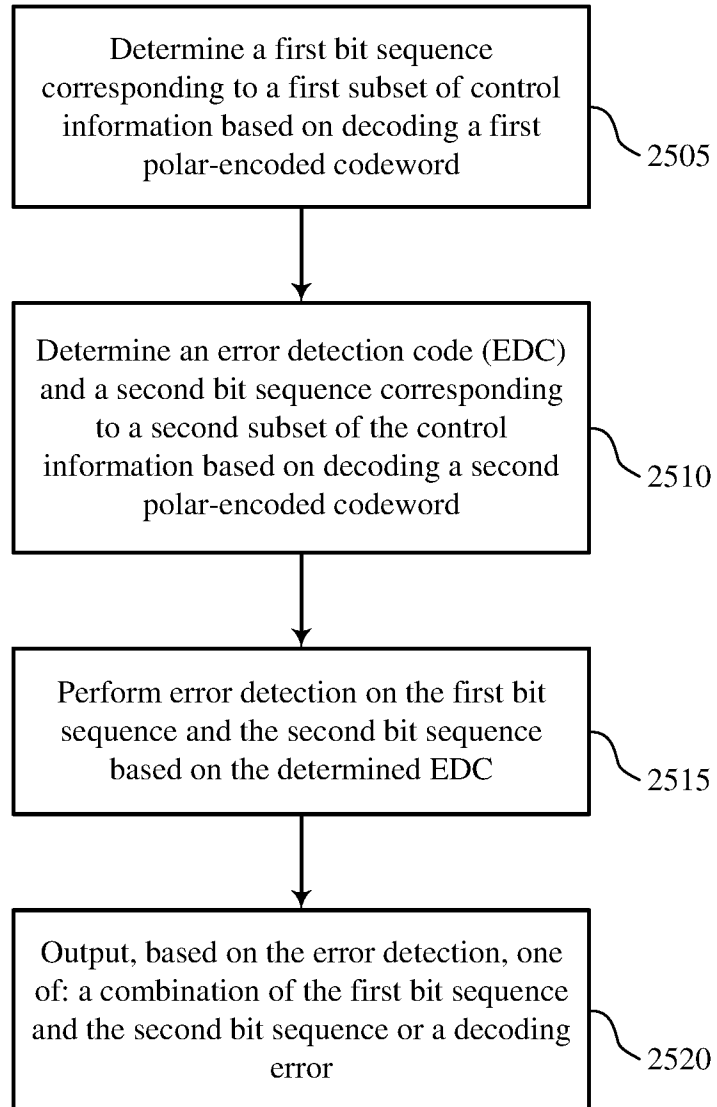 Determine a first bit sequence
corresponding to a first subset of control
information based on decoding a first
polar-encoded codeword
2505
Determine an error detection code (EDC)
and a second bit sequence corresponding
to a second subset of the control
information based on decoding a second
polar-encoded codeword
2510
Perform error detection on the first bit
sequence and the second bit sequence
based on the determined EDC
2515
Output, based on the error detection, one
of: a combination of the first bit sequence
and the second bit sequence or a decoding
error
2520